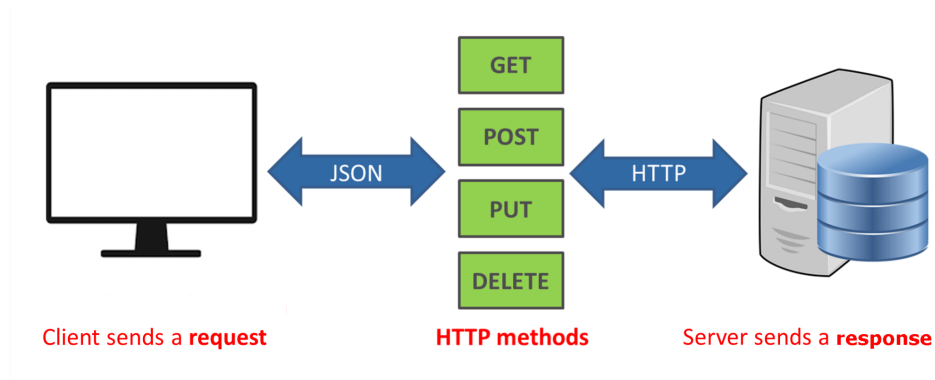 GET
POST
JSON
HTTP
PUT
DELETE
Client sends a request
HTTP methods
Server sends a response